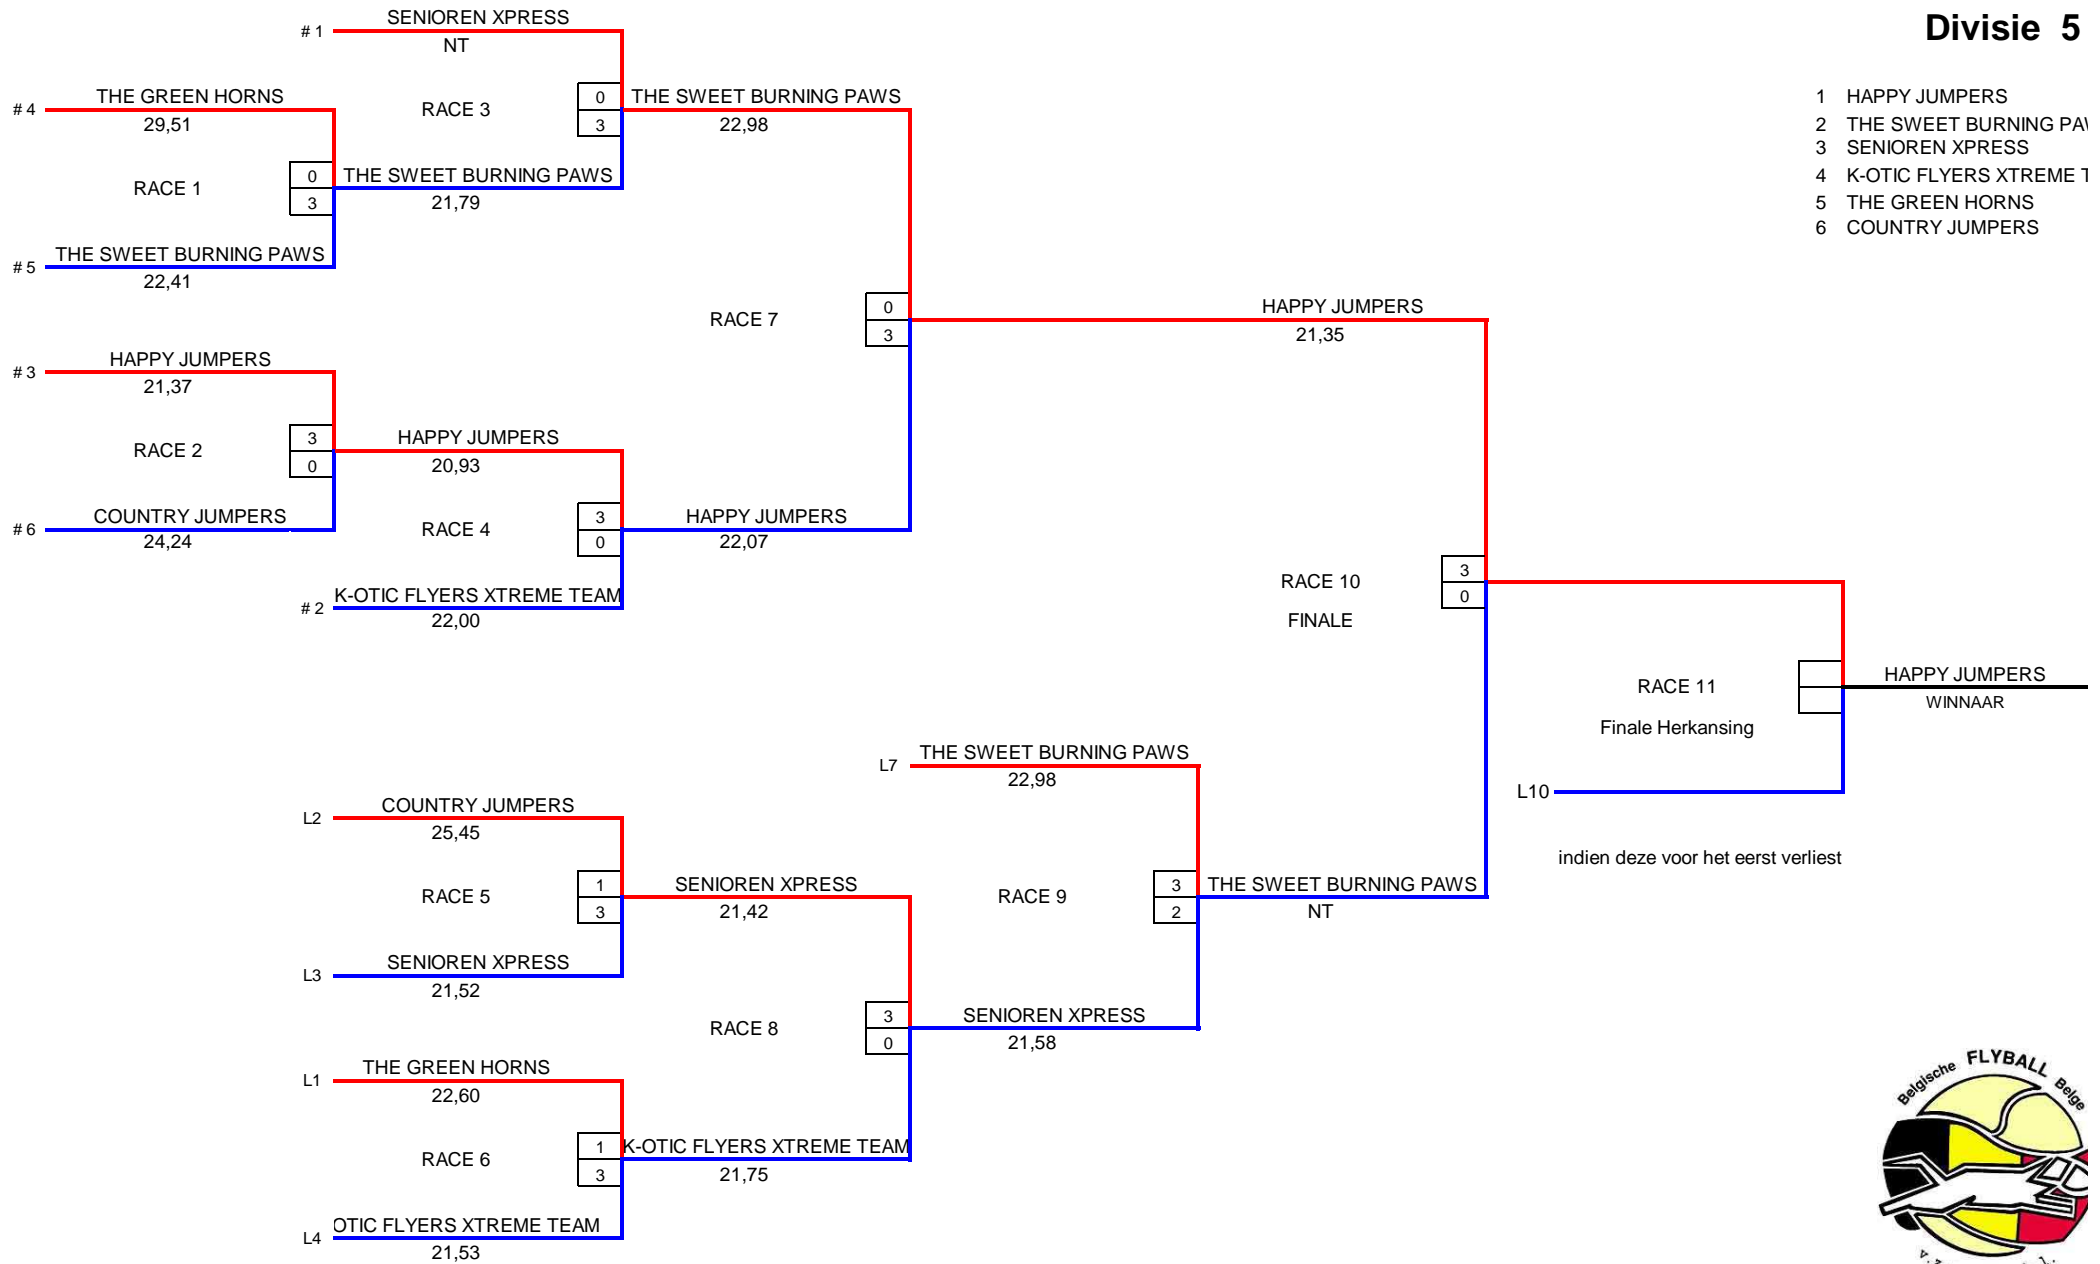 Divisie 5
1 HAPPY JUMPERS
2 THE SWEET BURNING
3 SENIOREN XPRESS
4 K-OTIC FLYERS XTREME
5 THE GREEN HORNS
6 COUNTRY JUMPERS
# 1
SENIOREN XPRESS
NT
# 4
THE GREEN HORNS
29,51
RACE 3
0
3
THE SWEET BURNING PAWS
22,98
RACE 1
0
3
THE SWEET BURNING PAWS
21,79
# 5
THE SWEET BURNING PAWS
22,41
RACE 7
0
3
HAPPY JUMPERS
21,35
# 3
HAPPY JUMPERS
21,37
RACE 2
3
0
HAPPY JUMPERS
20,93
# 6
COUNTRY JUMPERS
24,24
RACE 4
3
0
HAPPY JUMPERS
22,07
# 2
K-OTIC FLYERS XTREME TEAM
22,00
RACE 10
FINALE
3
0
RACE 11
Finale Herkansing
HAPPY JUMPERS
WINNAAR
L7
THE SWEET BURNING PAWS
22,98
L10
indien deze voor het eerst verliest
L2
COUNTRY JUMPERS
25,45
RACE 5
1
3
SENIOREN XPRESS
21,42
RACE 9
3
2
THE SWEET BURNING PAWS
NT
L3
SENIOREN XPRESS
21,52
RACE 8
3
0
SENIOREN XPRESS
21,58
L1
THE GREEN HORNS
22,60
RACE 6
1
3
K-OTIC FLYERS XTREME TEAM
21,75
L4
OTIC FLYERS XTREME TEAM
21,53
Belgische FLYBALL Belge